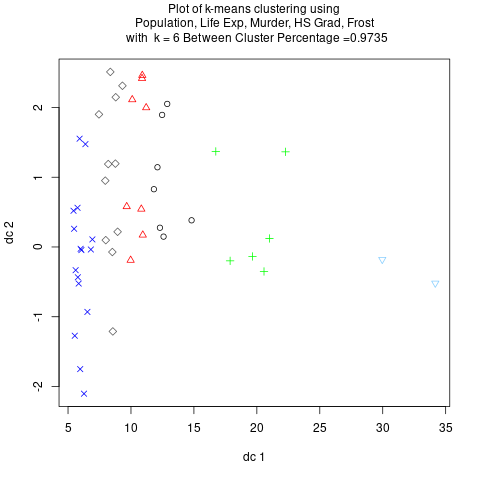 Plot of k-means clustering using
Population, Life Exp, Murder, HS Grad, Frost
with  k = 6 Between Cluster Percentage =0.9735
dc 2
2
1
0
-1
-2
5
10
15
20
25
30
35
dc 1